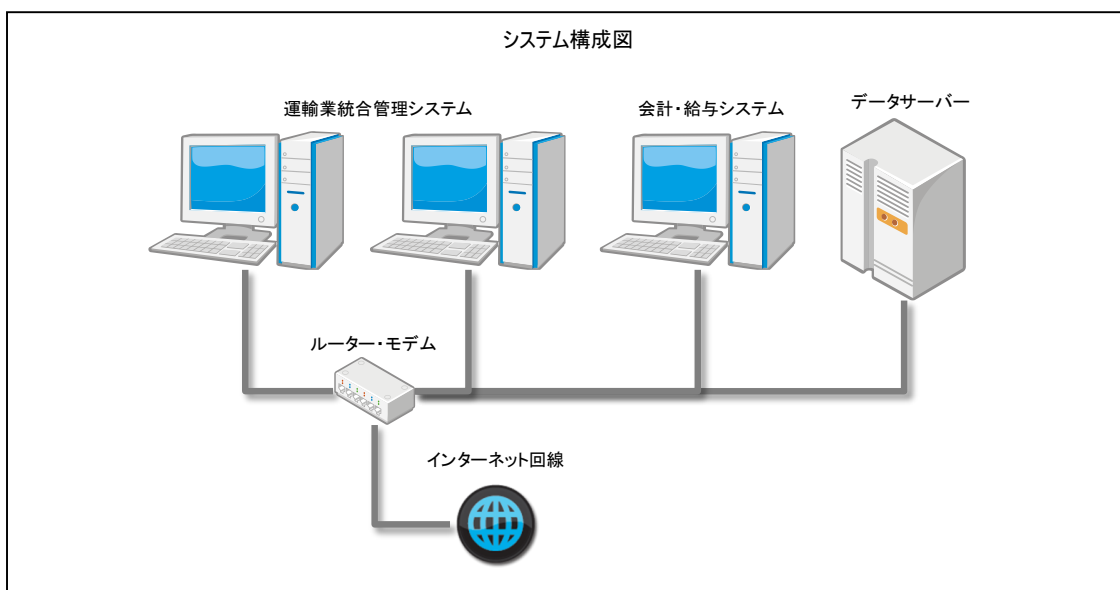 システム構成図
運輸業統合管理システム
会計・給与システム
データサーバー
ルーター・モデム
インターネット回線